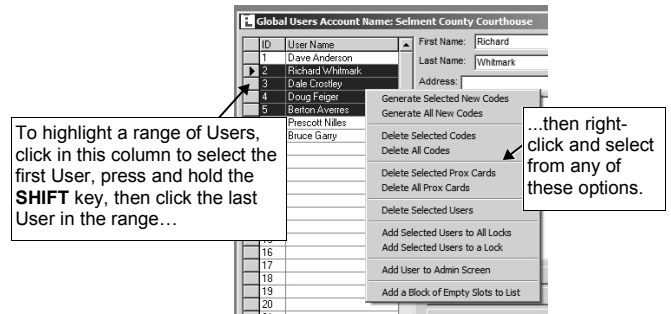 Global Users Account Name: Selment County Courthouse
ID User Name
1 Dave Anderson
2 Richard Whitmark
3 Dale Crostley
4 Doug Feiger
5 Berton Averres
Prescott Nilles
Bruce Garry
16
17
18
19
20
First Name: Richard
Last Name: Whitmark
Address:
Generate Selected New Codes
Generate All New Codes
Delete Selected Codes
Delete All Codes
Delete Selected Prox Cards
Delete All Prox Cards
Delete Selected Users
Add Selected Users to All Locks
Add Selected Users to a Lock
Add User to Admin Screen
Add a Block of Empty Slots to List
To highlight a range of Users,
click in this column to select the
first User, press and hold the
SHIFT key, then click the last
User in the range…
...then right-
click and select
from any of
these options.